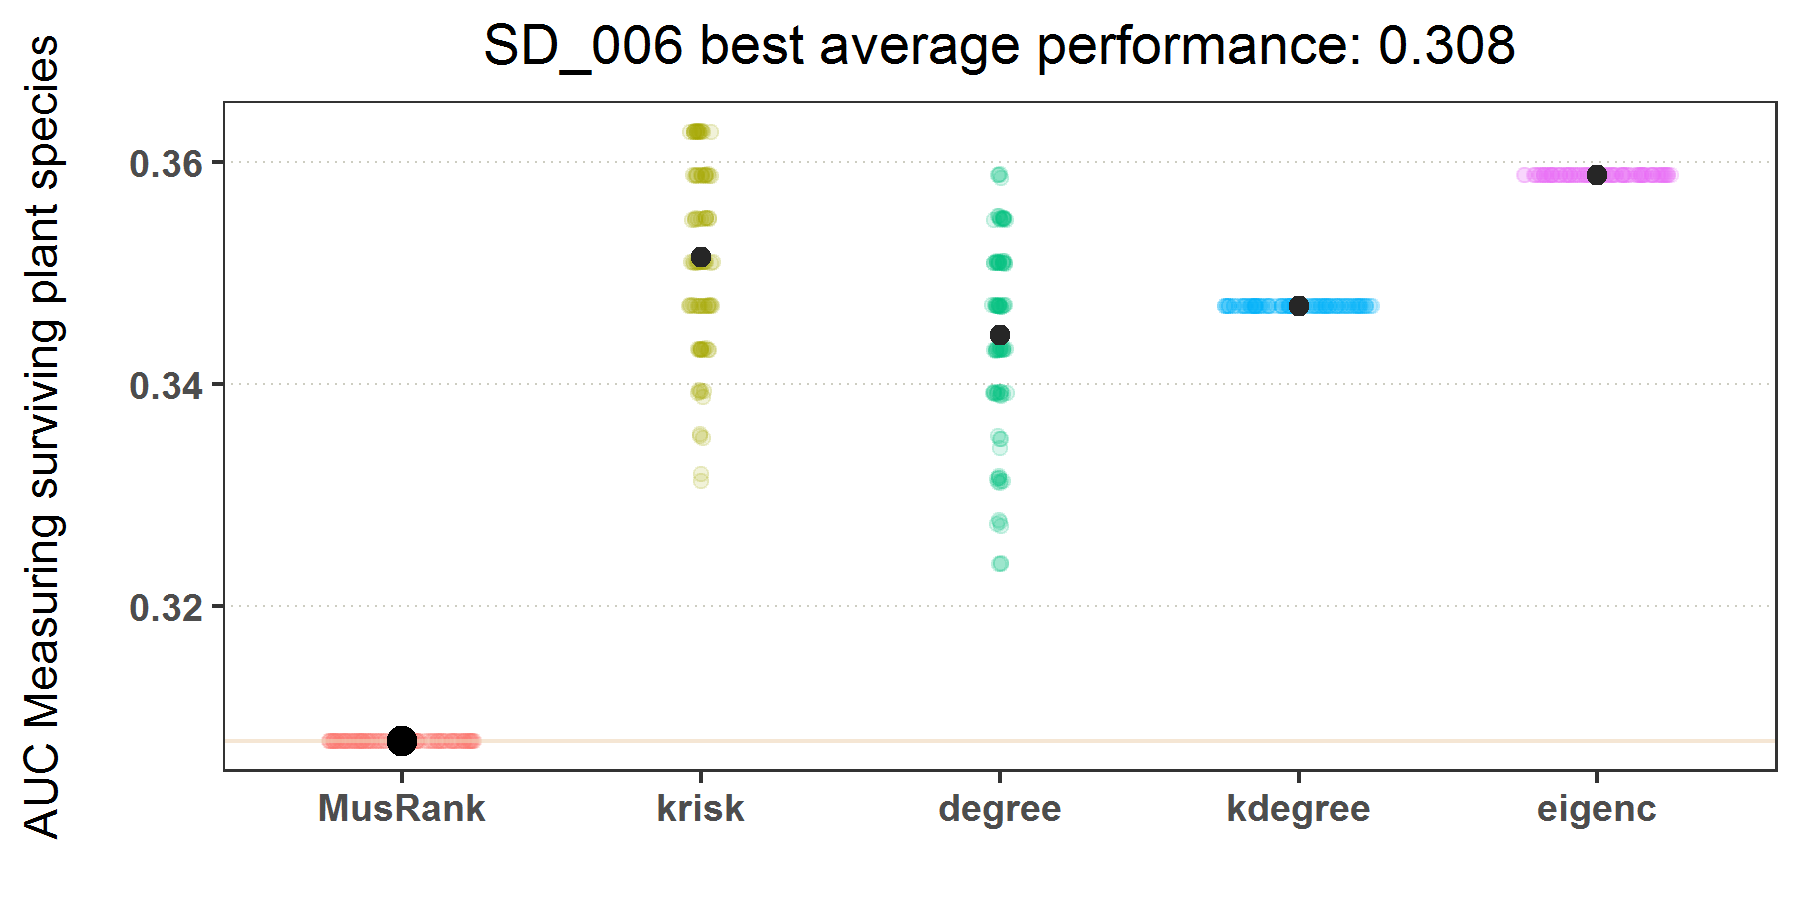 SD_006 best average performance: 0.308
AUC Measuring surviving plant species
0.36
0.34
0.32
MusRank krisk degree kdegree eigenc